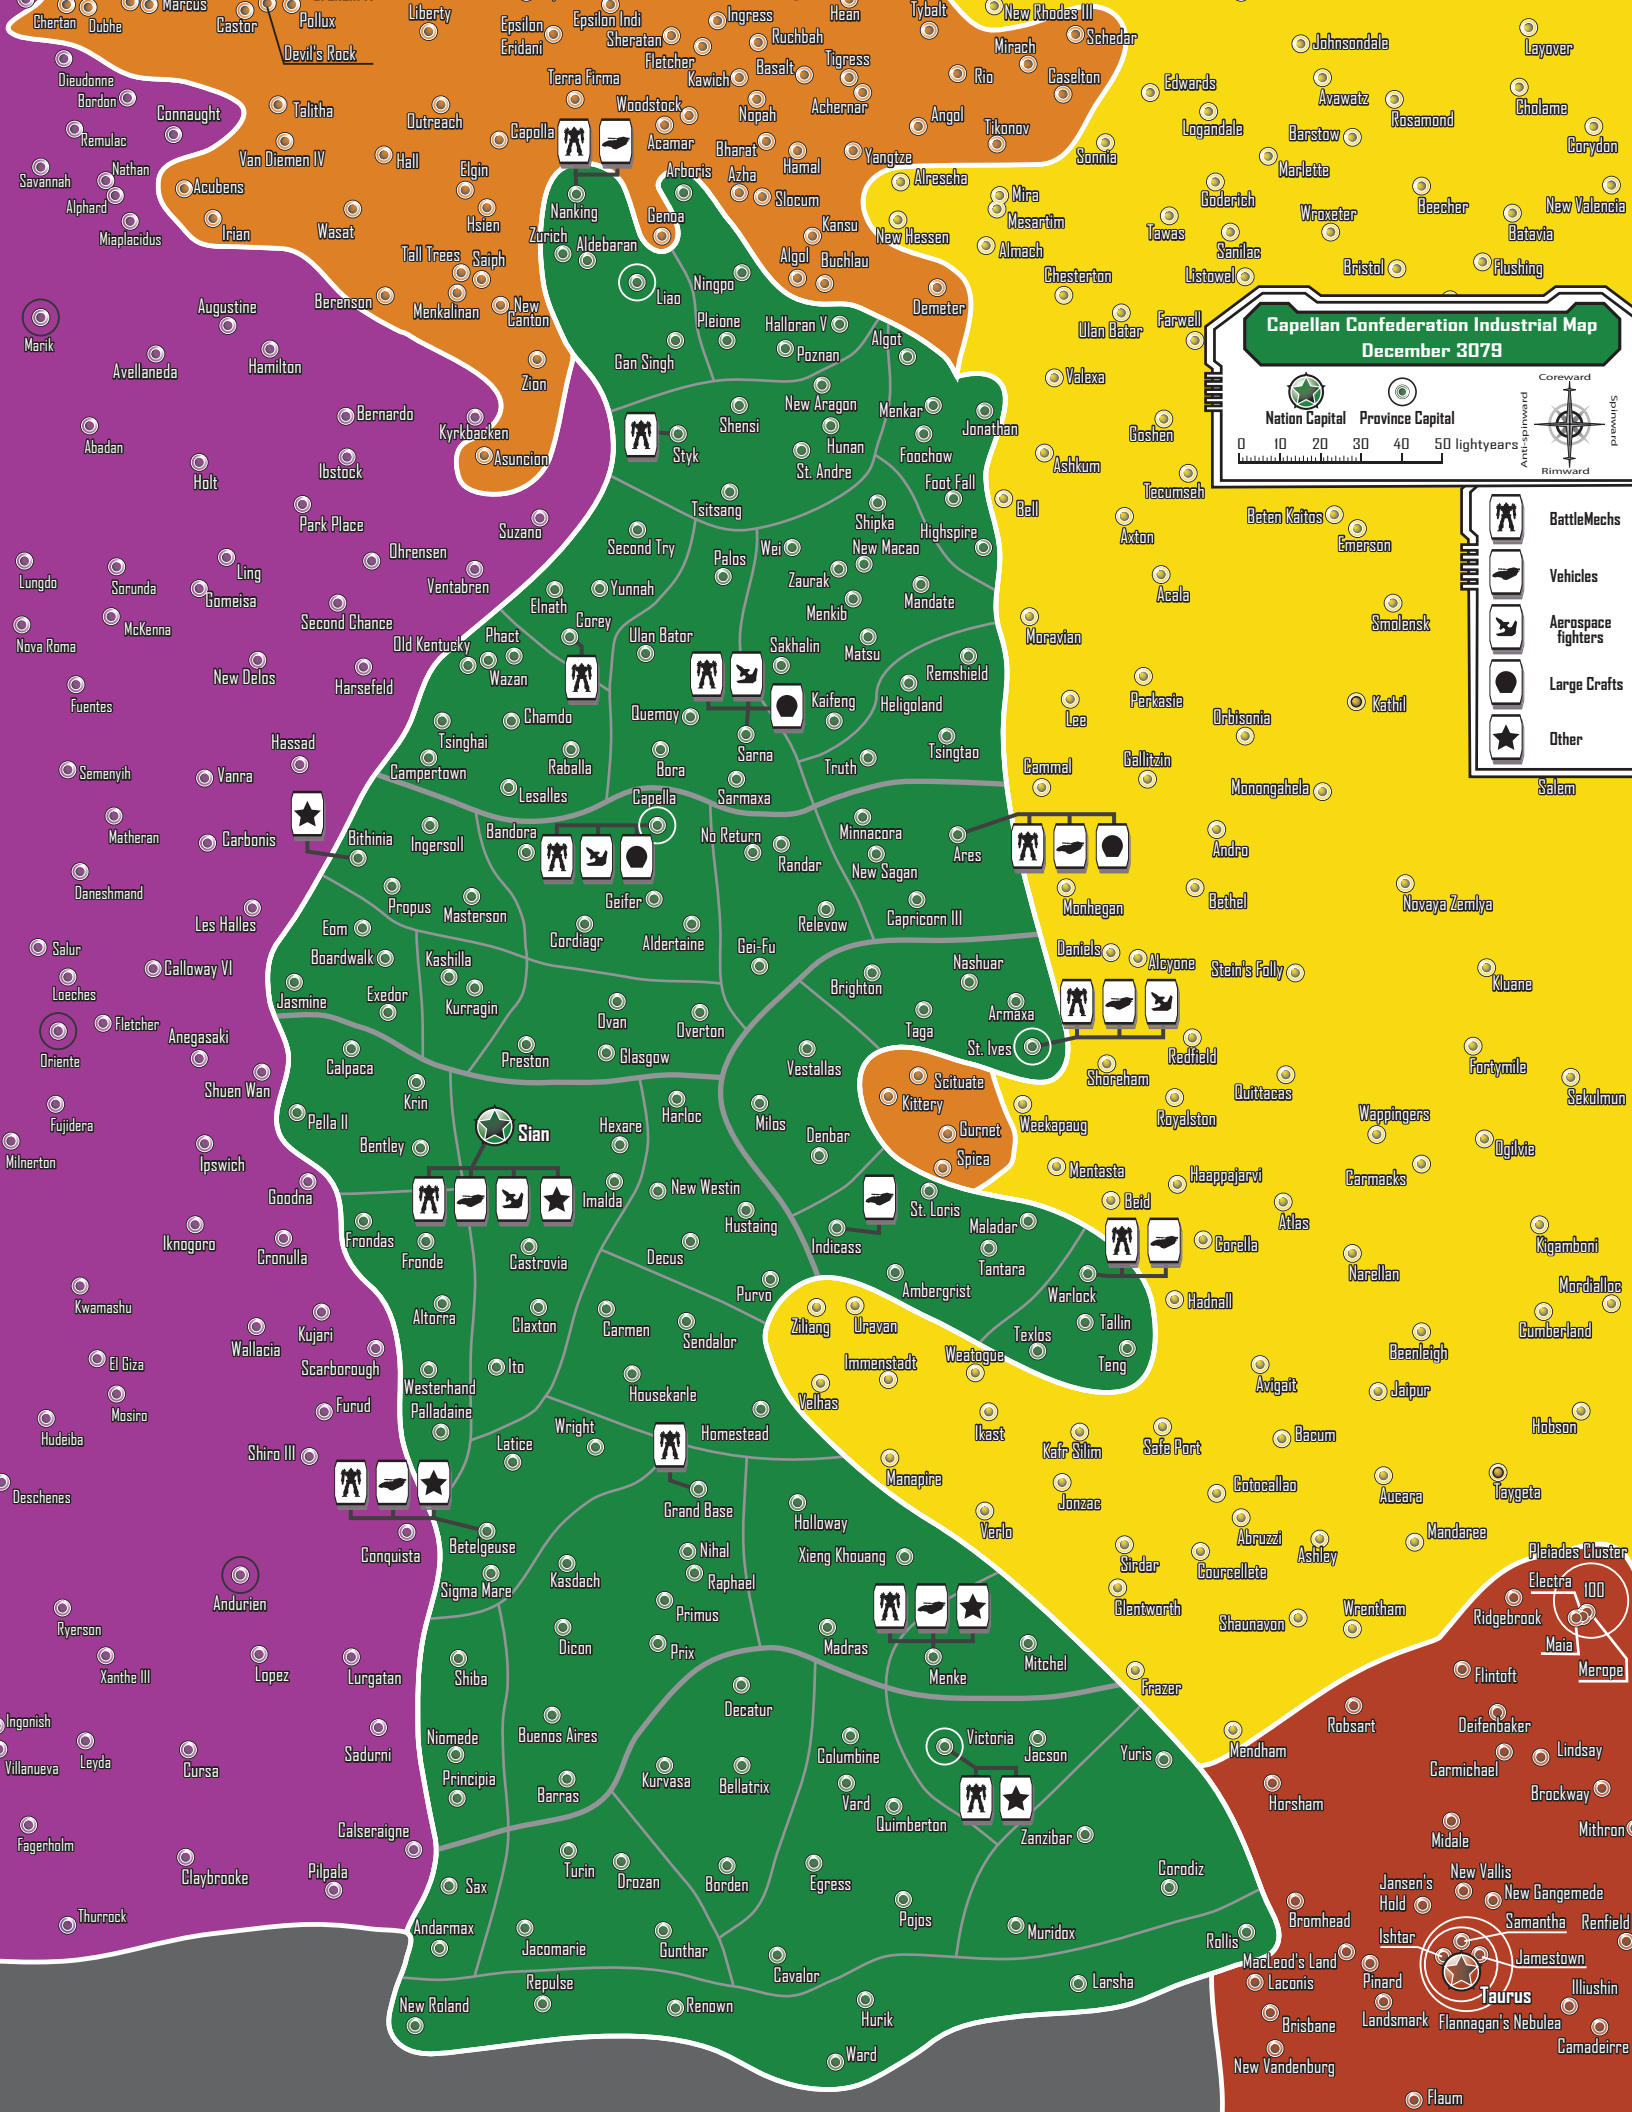 Chertan
Dubhe
Marcus
Castor
Pollux
Devil's Rock
Liberty
Epsilon
Eridani
Epsilon Indi
Sheratan
Fletcher
Ingress
Ruchbah
Kawich
Basalt
Hean
Tigress
Tybalt
New Rhodes III
Mirach
Schedar
Rio
Caselton
Achernar
Angol
Tikonov
Terra Firma
Woodstock
Nopah
Acamar
Bharat
Hamal
Yangtze
Arboris
Azha
Slocum
Kansu
Algol
Buchlau
Demeter
Genoa
Dieudonne
Bordon
Connaught
Remulac
Nathan
Savannah
Alphard
Miaplacidus
Talitha
Van Diemen IV
Outreach
Capolla
Hall
Elgin
Acubens
Irian
Wasat
Hsien
Tall Trees
Saiph
Berenson
Menkalinan
New
Canton
Zion
Kyrkbacken
Asuncion
Johnsondale
Layover
Edwards
Avawatz
Rosamond
Cholame
Logandale
Barstow
Corydon
Sonnia
Marlette
Alrescha
Mira
Mesartim
New Hessen
Almach
Goderich
Tawas
Sanilac
Wroxeter
Beecher
New Valencia
Batavia
Listowel
Bristol
Flushing
Chesterton
Ulan Batar
Farwell
Valexa
Goshen
Ashkum
Tecumseh
Bell
Axton
Beten Kaitos
Emerson
Acala
Smolensk
Moravian
Perkasie
Lee
Orbisonia
Kathil
Cammal
Gallitzin
Monongahela
Salem
Andro
Monhegan
Bethel
Novaya Zemlya
Daniels
Alcyone
Stein's Folly
Kluane
Redfield
Shoreham
Quittacas
Fortymile
Sekulmun
Weekapaug
Royalston
Wappingers
Ogilvie
Mentasta
Haappajarvi
Carmacks
Beid
Atlas
Corella
Narellan
Kigamboni
Mordialloc
Hadnall
Cumberland
Beenleigh
Avigait
Jaipur
Hobson
Bacum
Safe Port
Kafr Silim
Ikast
Ziliang
Uravan
Immenstadt
Weatogue
Velhas
Manapire
Jonzac
Verlo
Cotocallao
Aucara
Taygeta
Abruzzi
Ashley
Mandaree
Sirdar
Courcellete
Glentworth
Shaunavon
Wrentham
Frazer
Mendham
Capellan Confederation Industrial Map
December 3079
Nation Capital
Province Capital
0 10 20 30 40 50 lightyears
Coreward
Spinward
Anti-spinward
Rimward
BattleMechs
Vehicles
Aerospace
fighters
Large Crafts
Other
Marik
Augustine
Avellaneda
Hamilton
Abadan
Bernardo
Holt
Ibstock
Park Place
Suzano
Lungdo
Sorunda
Ling
Gomeisa
Ohrensen
Ventabren
Second Chance
McKenna
Nova Roma
New Delos
Harsefeld
Fuentes
Hassad
Semenyih
Vanra
Matheran
Carbonis
Daneshmand
Les Halles
Salur
Calloway VI
Loeches
Fletcher
Anegasaki
Oriente
Shuen Wan
Fujidera
Milnerton
Ipswich
Goodna
Iknogoro
Cronulla
Kwamashu
Wallacia
Kujari
Scarborough
El Giza
Mosiro
Furud
Hudeiba
Shiro III
Deschenes
Conquista
Andurien
Ryerson
Xanthe III
Lopez
Lurgatan
Ingonish
Villanueva
Leyda
Cursa
Sadurni
Fagerholm
Calseraigne
Claybrooke
Pilpala
Thurrock
Nanking
Zurich
Aldebaran
Liao
Ningpo
Pleione
Halloran V
Gan Singh
Poznan
Algot
New Aragon
Menkar
Jonathan
Shensi
Hunan
Foochow
Styk
St. Andre
Foot Fall
Tsitsang
Shipka
Highspire
Second Try
Palos
Wei
New Macao
Zaurak
Mandate
Menkib
Elnath
Yunnah
Corey
Ulan Bator
Sakhalin
Matsu
Remshield
Old Kentucky
Phact
Wazan
Heligoland
Chamdo
Quemoy
Kaifeng
Sarna
Tsingtao
Tsinghai
Campertown
Raballa
Bora
Truth
Lesalles
Capella
Sarmaxa
Bithinia
Ingersoll
Bandora
No Return
Randar
Minnacora
New Sagan
Ares
Propus
Masterson
Geifer
Relevow
Capricorn III
Eom
Cordiagr
Aldertaine
Gei-Fu
Boardwalk
Kashilla
Nashuar
Brighton
Jasmine
Exedor
Kurragin
Ovan
Overton
Taga
Armaxa
St. Ives
Calpaca
Preston
Glasgow
Vestallas
Scituate
Kittery
Gurnet
Spica
Krin
Harloc
Milos
Pella II
Sian
Hexare
Denbar
Bentley
Imalda
New Westin
Hustaing
St. Loris
Indicass
Maladar
Tantara
Frondas
Fronde
Castrovia
Decus
Ambergrist
Warlock
Purvo
Altorra
Claxton
Carmen
Sendalor
Texlos
Tallin
Teng
Ito
Westerhand
Palladaine
Housekarle
Latice
Wright
Homestead
Grand Base
Holloway
Betelgeuse
Nihal
Raphael
Xieng Khouang
Sigma Mare
Kasdach
Primus
Dicon
Prix
Madras
Menke
Mitchel
Shiba
Decatur
Niomede
Buenos Aires
Columbine
Victoria
Jacson
Yuris
Principia
Barras
Kurvasa
Bellatrix
Vard
Quimberton
Zanzibar
Turin
Drozan
Borden
Egress
Corodiz
Sax
Pojos
Muridox
Andarmax
Jacomarie
Gunthar
Cavalor
Rollis
New Roland
Repulse
Renown
Hurik
Larsha
Ward
Pleiades Cluster
Electra
100
Ridgebrook
Maia
Merope
Flintoft
Robsart
Deifenbaker
Carmichael
Lindsay
Brockway
Horsham
Midale
Mithron
Jansen's
Hold
New Vallis
New Gangemede
Bromhead
Ishtar
Samantha
Renfield
MacLeod's Land
Pinard
Jamestown
Laconis
Taurus
Illiushin
Brisbane
Landsmark
Flannagan's Nebulea
Camadeirre
New Vandenburg
Flaum